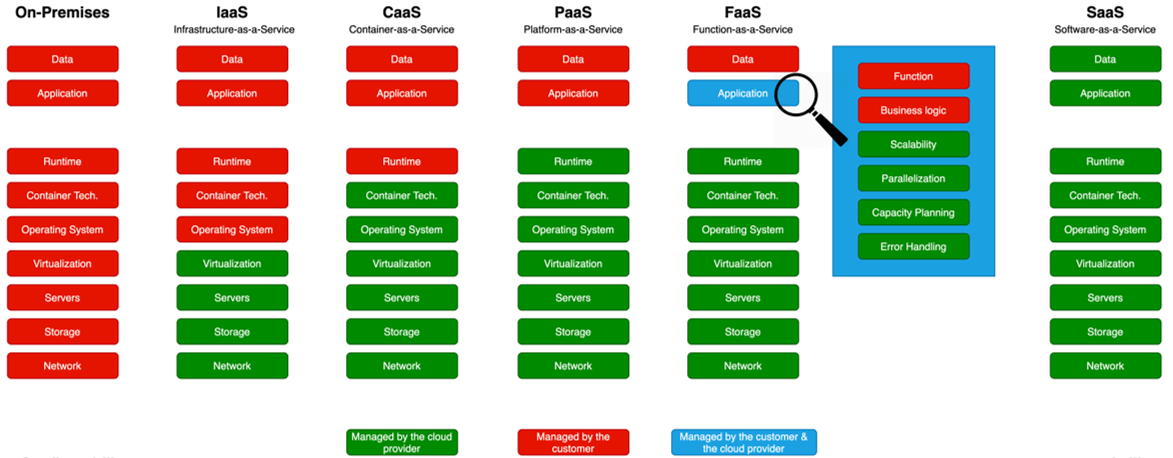 On-Premises
IaaS
CaaS
PaaS
FaaS
SaaS
Infrastructure-as-a-Service
Container-as-a-Service
Platform-as-a-Service
Function-as-a-Service
Software-as-a-Service
Data
Data
Data
Data
Data
Data
Application
Application
Application
Application
Application
Application
Function
Business logic
Scalability
Parallelization
Capacity Planning
Error Handling
Runtime
Runtime
Runtime
Runtime
Runtime
Runtime
Container Tech.
Container Tech.
Container Tech.
Container Tech.
Container Tech.
Container Tech.
Operating System
Operating System
Operating System
Operating System
Operating System
Operating System
Virtualization
Virtualization
Virtualization
Virtualization
Virtualization
Virtualization
Servers
Servers
Servers
Servers
Servers
Servers
Storage
Storage
Storage
Storage
Storage
Storage
Network
Network
Network
Network
Network
Network
Managed by the cloud
provider
Managed by the
customer
Managed by the customer &
the cloud provider